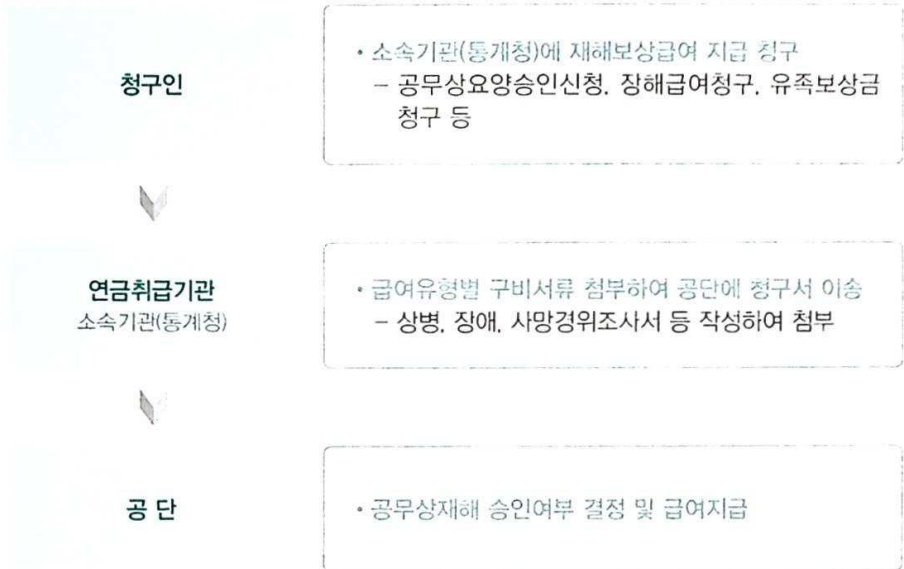 청구인
• 소속기관(통계청)에 재해보상급여 지급 청구
– 공무상요양승인신청, 장해급여청구, 유족보상금
청구 등
연금취급기관
소속기관(통계청)
• 급여유형별 구비서류 첨부하여 공단에 청구서 이송
– 상병, 장애, 사망경위조사서 등 작성하여 첨부
공 단
• 공무상재해 승인여부 결정 및 급여지급